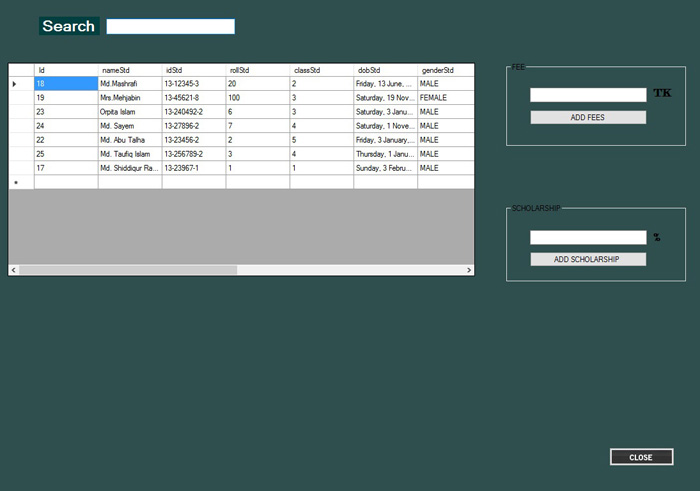 Search
Id nameStd idStd rollStd classStd dobStd genderStd
18 Md.Mashrafi 13-12345-3 20 2 Friday, 13 June, ... MALE
19 Mrs.Mehjabin 13-45621-8 100 3 Saturday, 19 Nov... FEMALE
23 Orpita Islam 13-240492-2 6 3 Saturday, 3 Janu... MALE
24 Md. Sayem 13-27896-2 7 4 Saturday, 1 Nove... MALE
22 Md. Abu Talha 13-23456-2 2 5 Friday, 3 January,... MALE
25 Md. Taufiq Islam 13-256789-2 3 4 Thursday, 1 Janu... MALE
17 Md. Shiddiqur Ra... 13-23967-1 1 1 Sunday, 3 Febru... MALE
FEE
TK
ADD FEES
SCHOLARSHIP
%
ADD SCHOLARSHIP
CLOSE